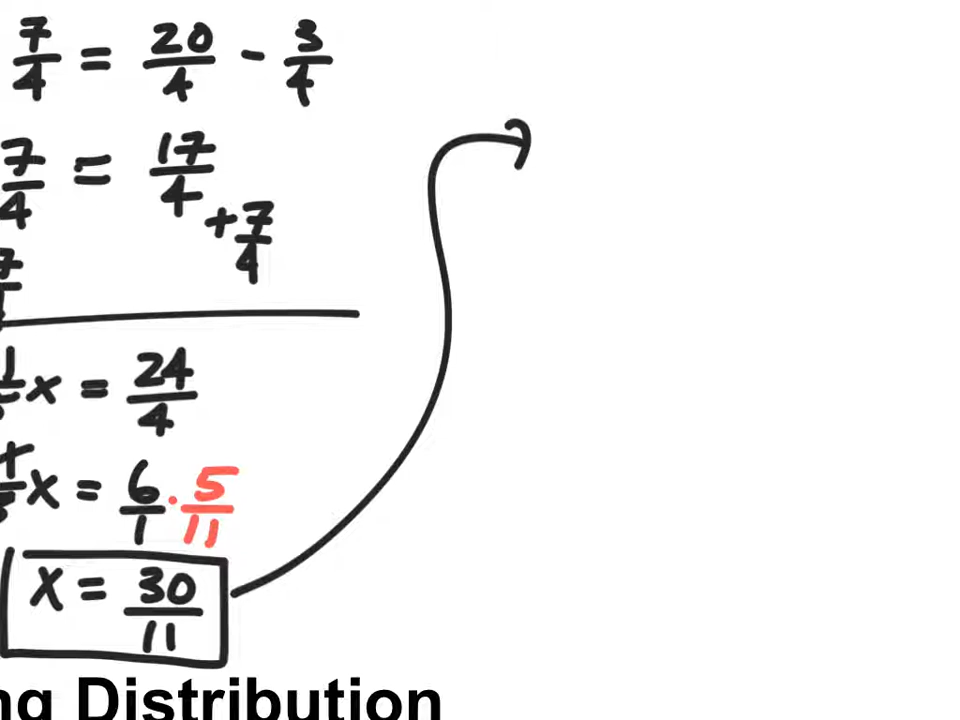 7/4 = 20/4 - 3/4
7/4 = 17/4
+7/4
x = 24/4
x = 6/1 · 5/11
x = 30/11
Distribution